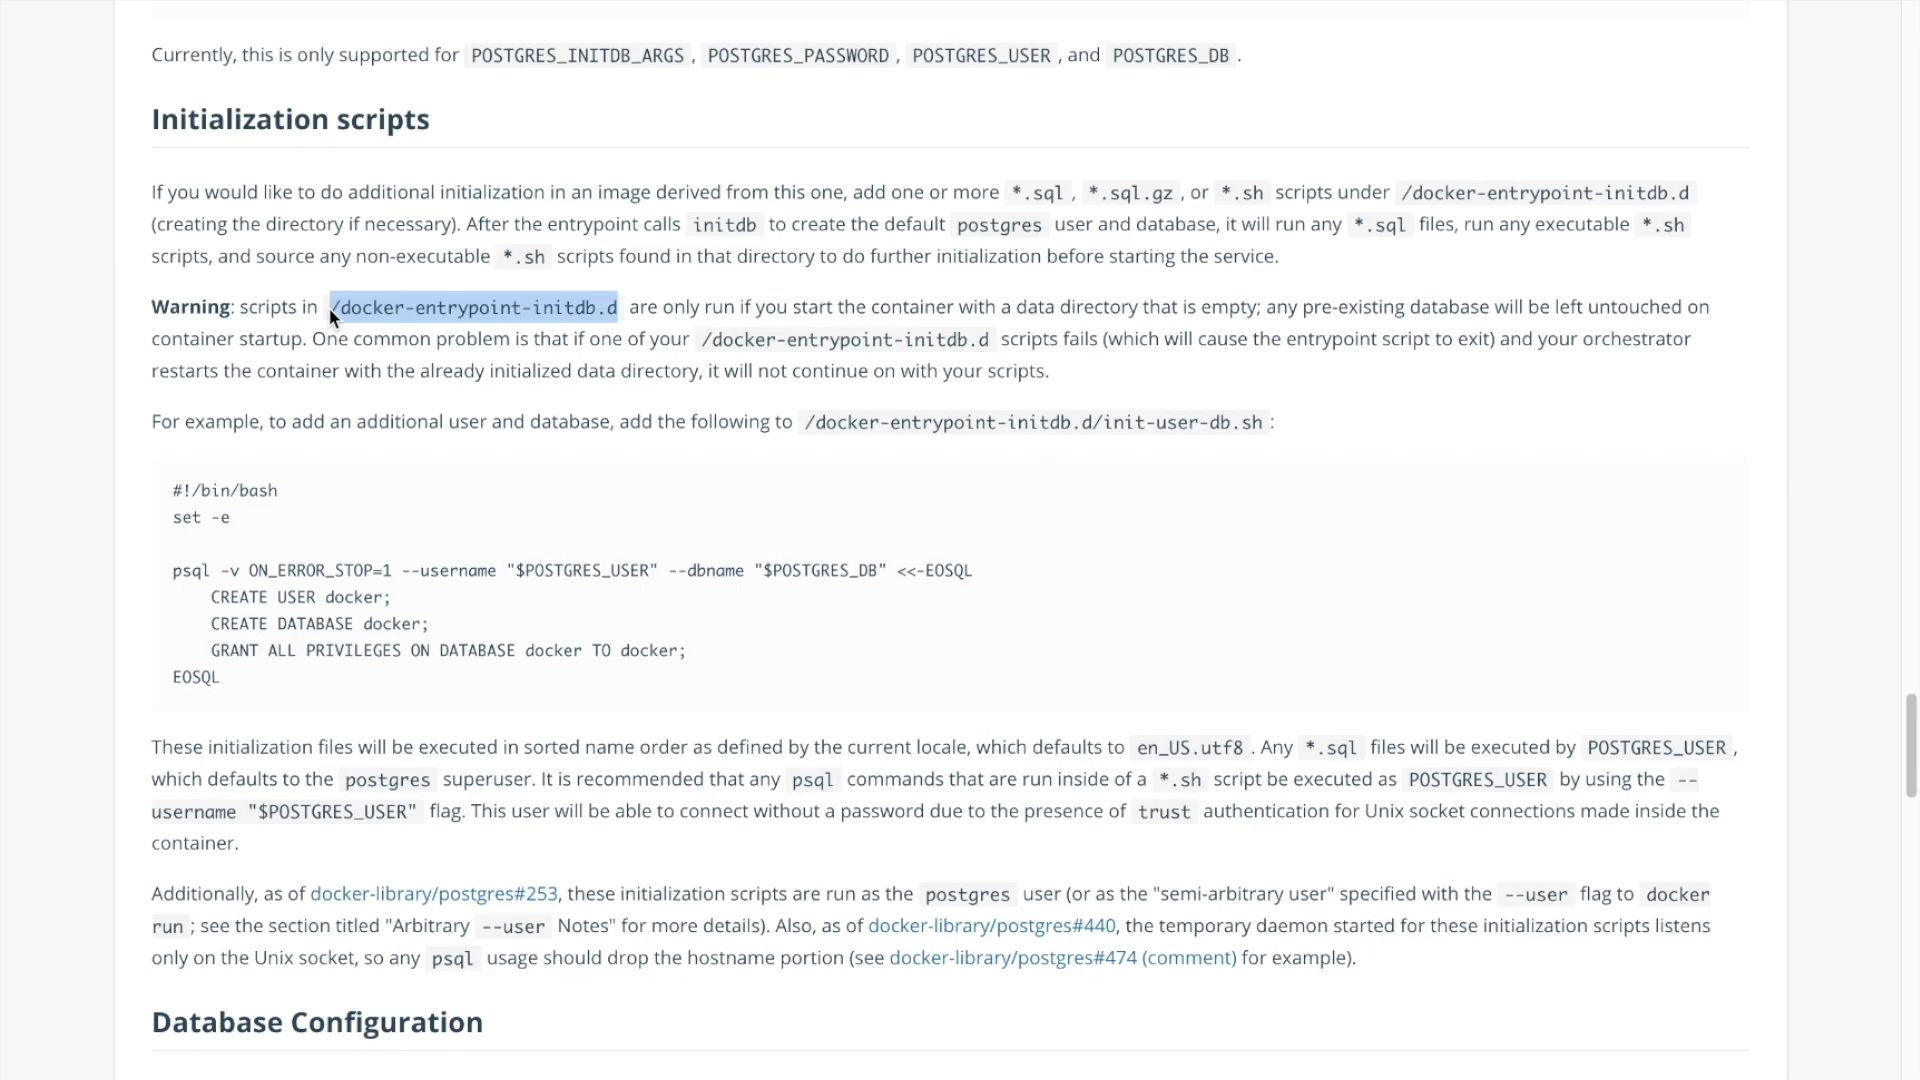 Currently, this is only supported for POSTGRES_INITDB_ARGS , POSTGRES_PASSWORD , POSTGRES_USER , and POSTGRES_DB .
Initialization scripts
If you would like to do additional initialization in an image derived from this one, add one or more *.sql , *.sql.gz , or *.sh scripts under /docker-entrypoint-initdb.d
(creating the directory if necessary). After the entrypoint calls initdb to create the default postgres user and database, it will run any *.sql files, run any executable *.sh
scripts, and source any non-executable *.sh scripts found in that directory to do further initialization before starting the service.
Warning: scripts in /docker-entrypoint-initdb.d are only run if you start the container with a data directory that is empty; any pre-existing database will be left untouched on
container startup. One common problem is that if one of your /docker-entrypoint-initdb.d scripts fails (which will cause the entrypoint script to exit) and your orchestrator
restarts the container with the already initialized data directory, it will not continue on with your scripts.
For example, to add an additional user and database, add the following to /docker-entrypoint-initdb.d/init-user-db.sh :
#!/bin/bash
set -e
psql -v ON_ERROR_STOP=1 --username "$POSTGRES_USER" --dbname "$POSTGRES_DB" <<-EOSQL
CREATE USER docker;
CREATE DATABASE docker;
GRANT ALL PRIVILEGES ON DATABASE docker TO docker;
EOSQL
These initialization files will be executed in sorted name order as defined by the current locale, which defaults to en_US.utf8 . Any *.sql files will be executed by POSTGRES_USER ,
which defaults to the postgres superuser. It is recommended that any psql commands that are run inside of a *.sh script be executed as POSTGRES_USER by using the --
username "$POSTGRES_USER" flag. This user will be able to connect without a password due to the presence of trust authentication for Unix socket connections made inside the
container.
Additionally, as of docker-library/postgres#253, these initialization scripts are run as the postgres user (or as the "semi-arbitrary user" specified with the --user flag to docker
run ; see the section titled "Arbitrary --user Notes" for more details). Also, as of docker-library/postgres#440, the temporary daemon started for these initialization scripts listens
only on the Unix socket, so any psql usage should drop the hostname portion (see docker-library/postgres#474 (comment) for example).
Database Configuration